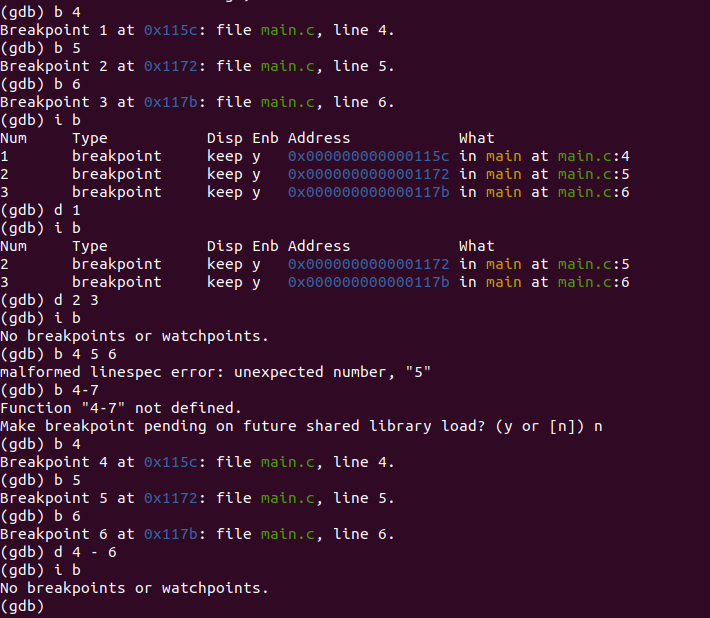 (gdb) b 4
Breakpoint 1 at 0x115c: file main.c, line 4.
(gdb) b 5
Breakpoint 2 at 0x1172: file main.c, line 5.
(gdb) b 6
Breakpoint 3 at 0x117b: file main.c, line 6.
(gdb) i b
Num     Type           Disp Enb Address            What
1       breakpoint     keep y   0x000000000000115c in main at main.c:4
2       breakpoint     keep y   0x0000000000001172 in main at main.c:5
3       breakpoint     keep y   0x000000000000117b in main at main.c:6
(gdb) d 1
(gdb) i b
Num     Type           Disp Enb Address            What
2       breakpoint     keep y   0x0000000000001172 in main at main.c:5
3       breakpoint     keep y   0x000000000000117b in main at main.c:6
(gdb) d 2 3
(gdb) i b
No breakpoints or watchpoints.
(gdb) b 4 5 6
malformed linespec error: unexpected number, "5"
(gdb) b 4-7
Function "4-7" not defined.
Make breakpoint pending on future shared library load? (y or [n]) n
(gdb) b 4
Breakpoint 4 at 0x115c: file main.c, line 4.
(gdb) b 5
Breakpoint 5 at 0x1172: file main.c, line 5.
(gdb) b 6
Breakpoint 6 at 0x117b: file main.c, line 6.
(gdb) d 4 - 6
(gdb) i b
No breakpoints or watchpoints.
(gdb)